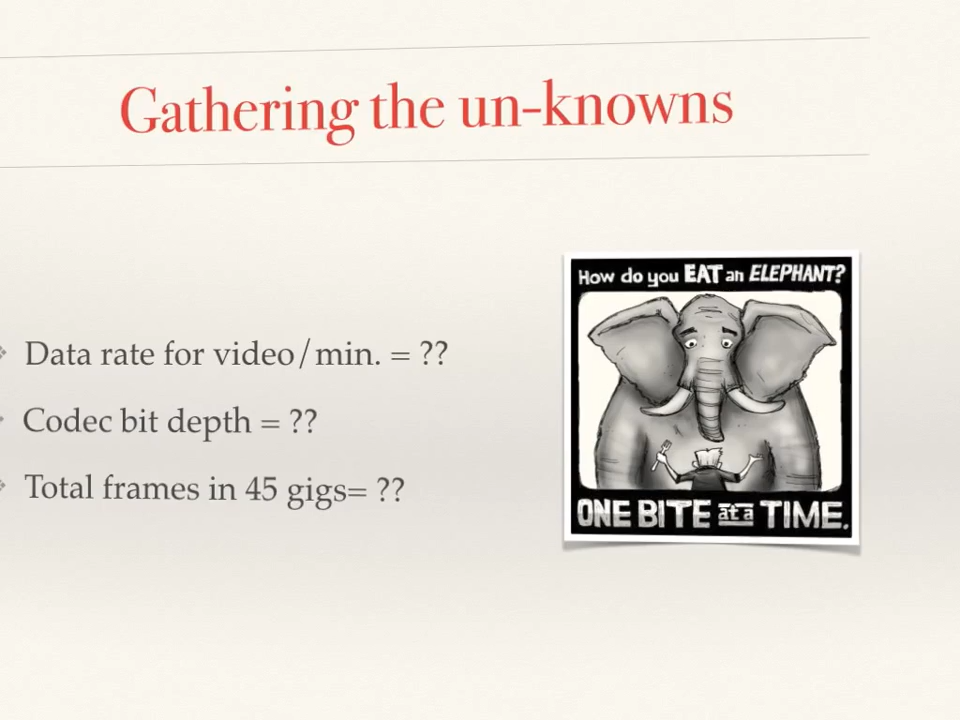 Gathering the un-knowns
Data rate for video/min. = ??
Codec bit depth = ??
Total frames in 45 gigs= ??
How do you EAT an ELEPHANT?
ONE BITE at a TIME.